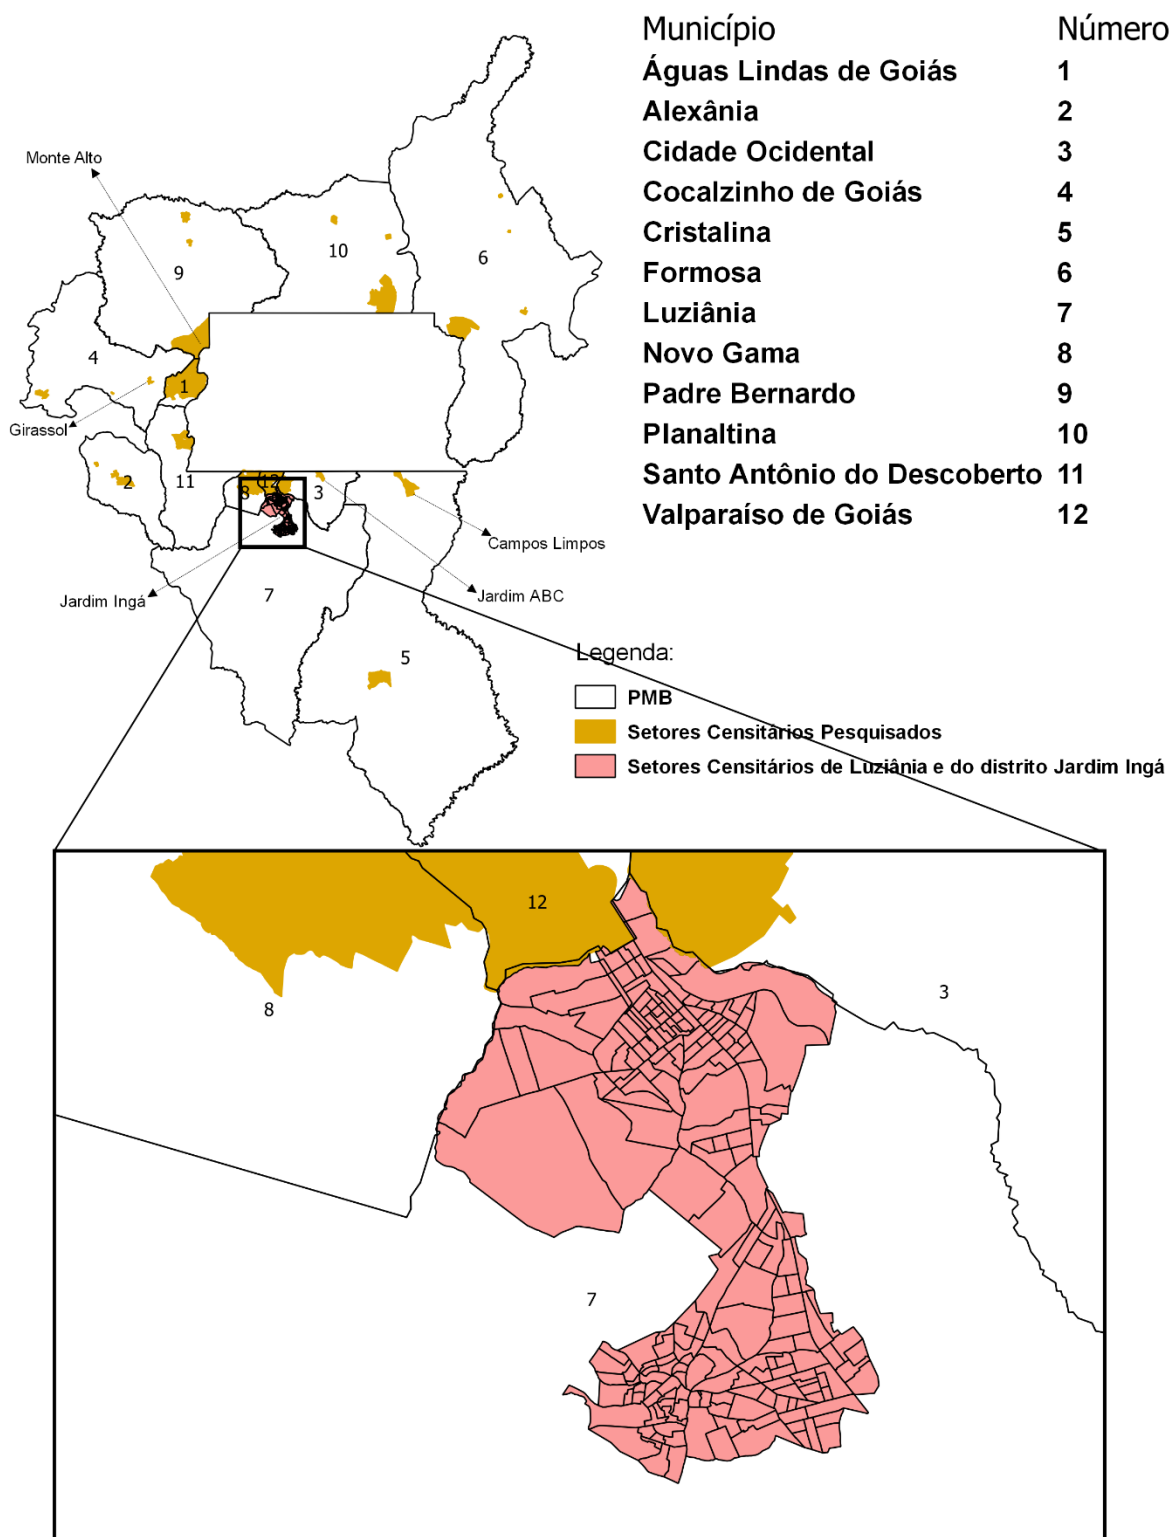 Município Número
Águas Lindas de Goiás 1
Alexânia 2
Cidade Ocidental 3
Cocalzinho de Goiás 4
Cristalina 5
Formosa 6
Luziânia 7
Novo Gama 8
Padre Bernardo 9
Planaltina 10
Santo Antônio do Descoberto 11
Valparaíso de Goiás 12
Monte Alto
10
6
9
4
1
Girassol
2
11
8
12
3
Campos Limpos
Jardim Ingá
7
Jardim ABC
5
Legenda:
PMB
Setores Censitários Pesquisados
Setores Censitários de Luziânia e do distrito Jardim Ingá
12
8
3
7